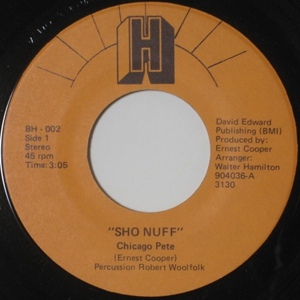 H
BH - 002
Side 1
Stereo
45 rpm
Time: 3:05
David Edward
Publishing (BMI)
Produced by:
Ernest Cooper
Arranger:
Walter Hamilton
904036-A
3130
"SHO NUFF"
Chicago Pete
(Ernest Cooper)
Percussion Robert Woolfalk